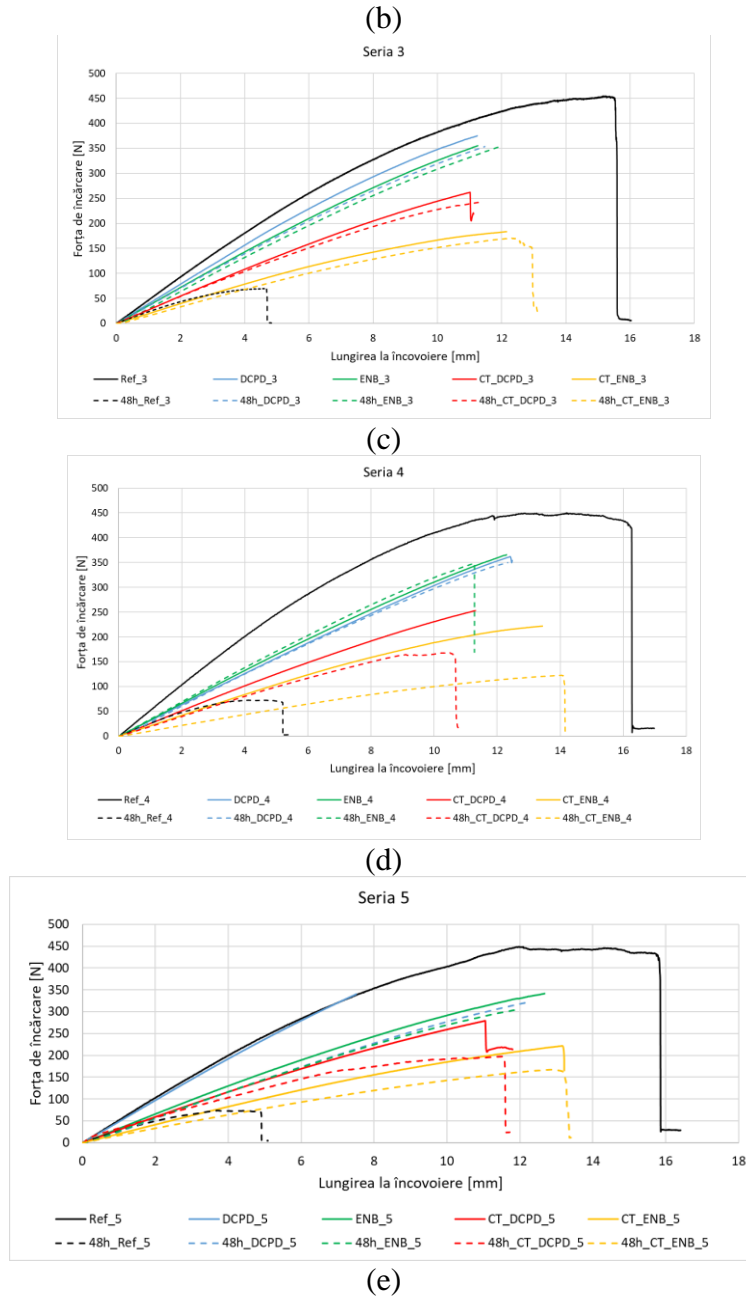 (b)
Seria 3
500
450
400
350
300
250
200
150
100
50
0
Forța de încărcare [N]
0 2 4 6 8 10 12 14 16 18
Lungirea la încovoiere [mm]
Ref_3 DCPD_3 ENB_3 CT_DCPD_3 CT_ENB_3
48h_Ref_3 48h_DCPD_3 48h_ENB_3 48h_CT_DCPD_3 48h_CT_ENB_3
(c)
Seria 4
500
450
400
350
300
250
200
150
100
50
0
Forța de încărcare [N]
0 2 4 6 8 10 12 14 16 18
Lungirea la încovoiere [mm]
Ref_4 DCPD_4 ENB_4 CT_DCPD_4 CT_ENB_4
48h_Ref_4 48h_DCPD_4 48h_ENB_4 48h_CT_DCPD_4 48h_CT_ENB_4
(d)
Seria 5
500
450
400
350
300
250
200
150
100
50
0
Forța de încărcare [N]
0 2 4 6 8 10 12 14 16 18
Lungirea la încovoiere [mm]
Ref_5 DCPD_5 ENB_5 CT_DCPD_5 CT_ENB_5
48h_Ref_5 48h_DCPD_5 48h_ENB_5 48h_CT_DCPD_5 48h_CT_ENB_5
(e)